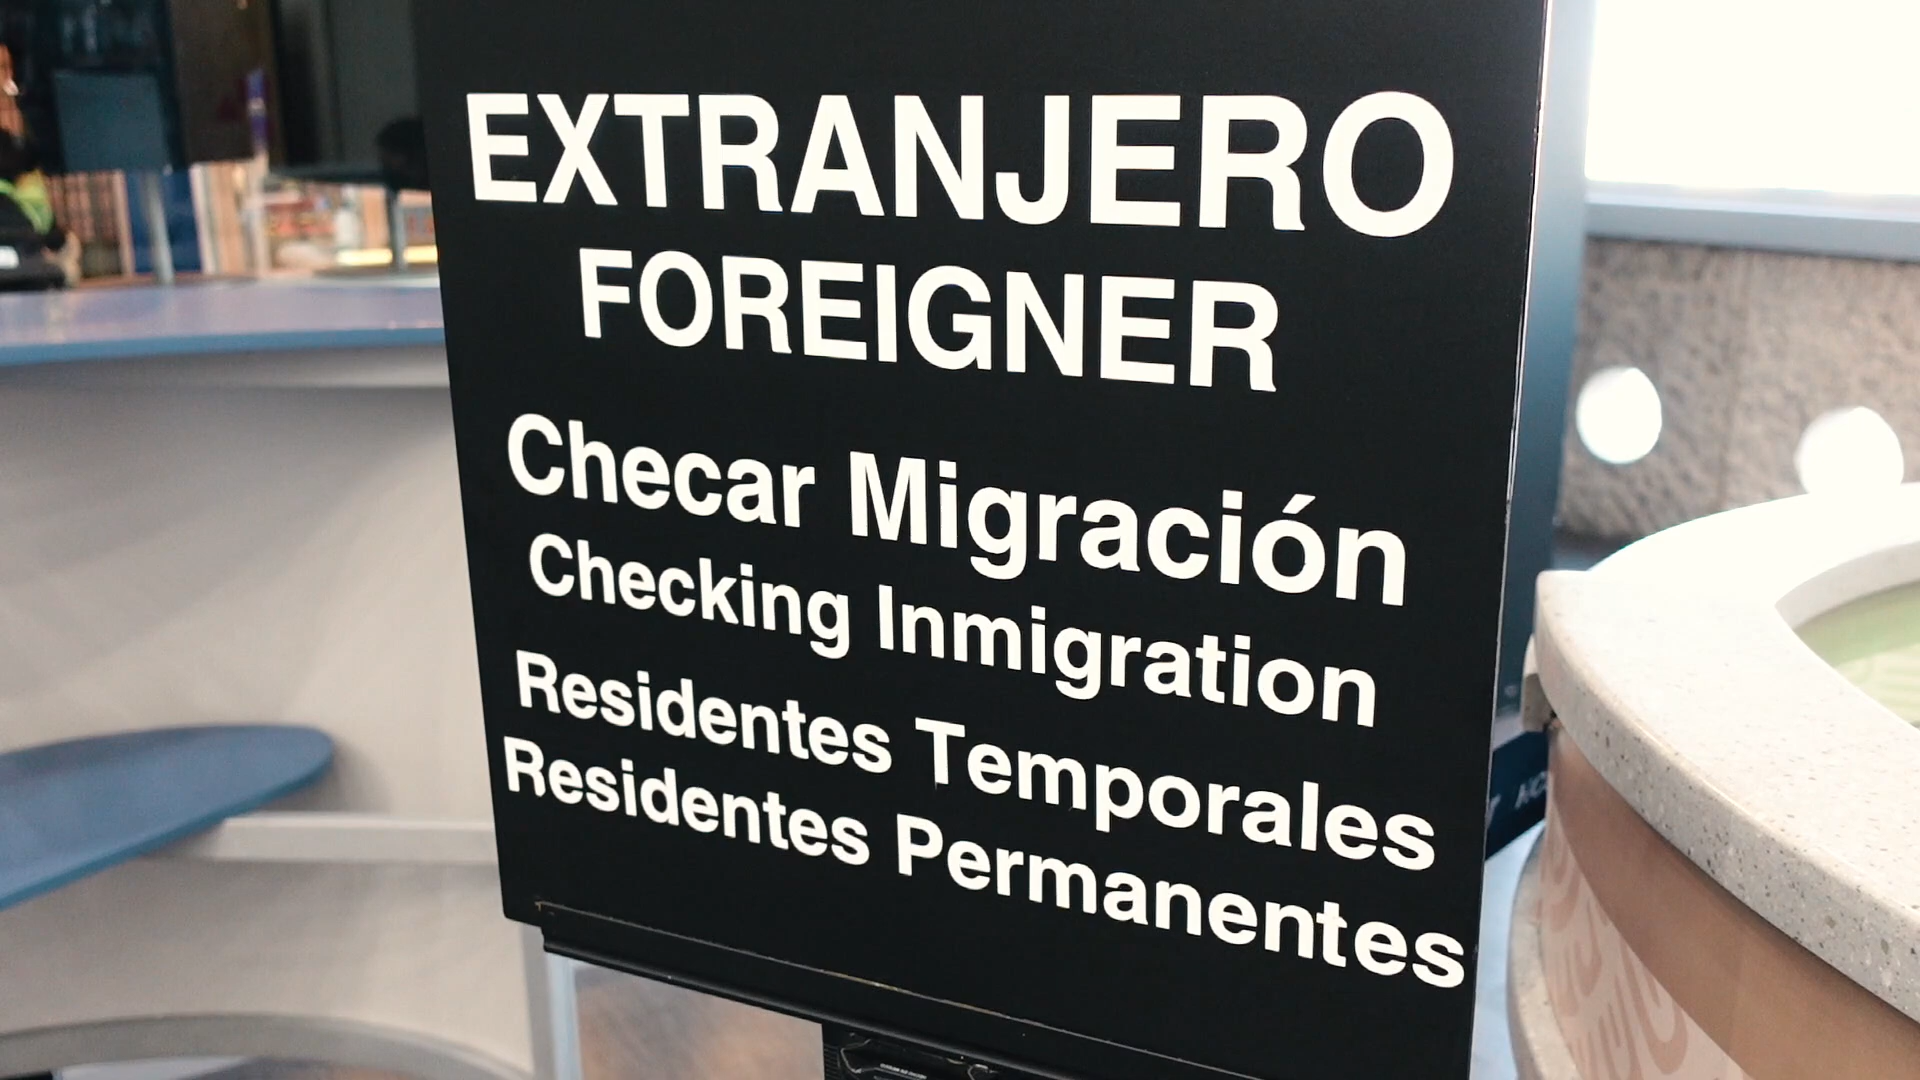 EXTRANJERO
FOREIGNER
Checar Migración
Checking Inmigration
Residentes Temporales
Residentes Permanentes